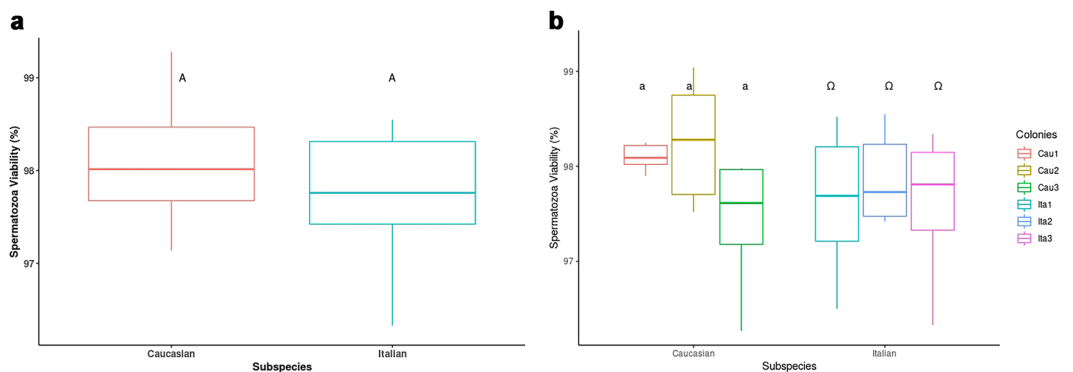 a
Spermatozoa Viability (%)
99
98
97
A
A
Caucasian
Italian
Subspecies
b
Spermatozoa Viability (%)
99
98
97
a
a
a
Ω
Ω
Ω
Caucasian
Italian
Subspecies
Colonies
Cau1
Cau2
Cau3
Ita1
Ita2
Ita3